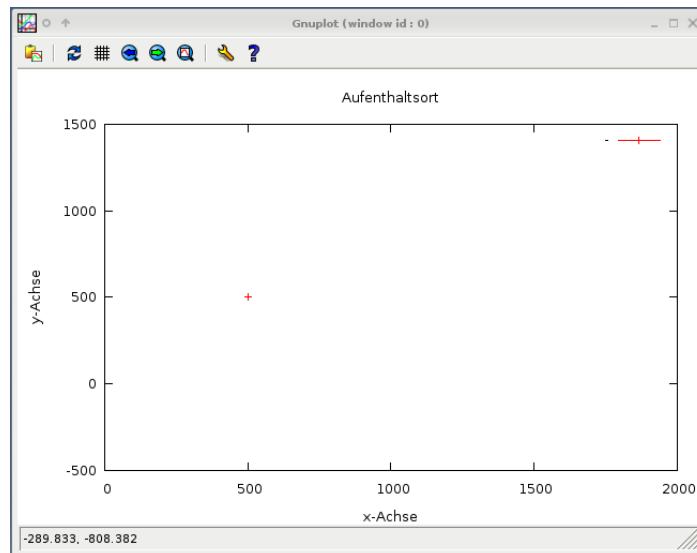 Gnuplot (window id : 0)
?
Aufenthaltsort
1500
-
1000
y-Achse
500
0
-500
0 500 1000 1500 2000
x-Achse
-289.833, -808.382